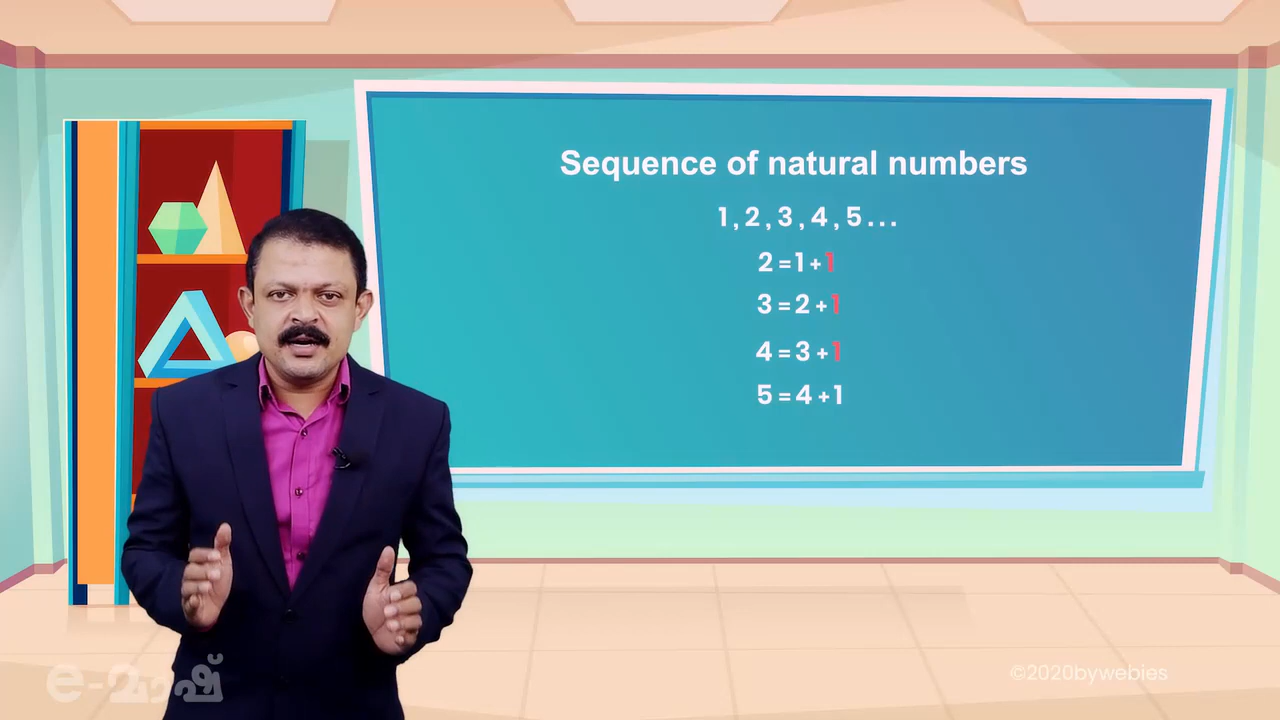 Sequence of natural numbers
1, 2, 3, 4, 5...
2 = 1 + 1
3 = 2 + 1
4 = 3 + 1
5 = 4 + 1
e-മാഷ്
©2020bywebies